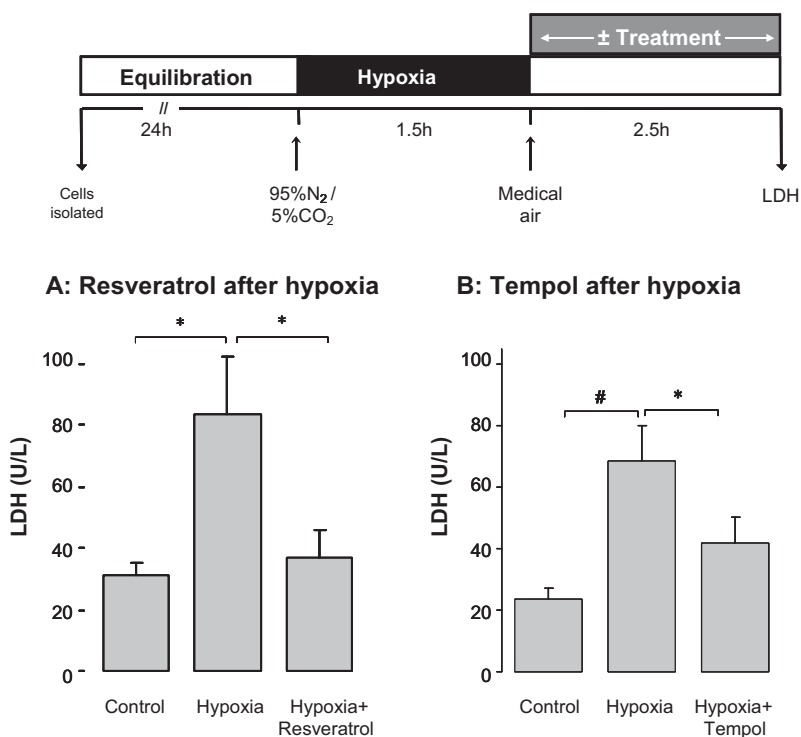 ± Treatment
Equilibration
Hypoxia
//
24h
1.5h
2.5h
Cells
isolated
95%N₂ /
5%CO₂
Medical
air
LDH
A: Resveratrol after hypoxia
* *
LDH (U/L)
100
80
60
40
20
0
Control
Hypoxia
Hypoxia+
Resveratrol
B: Tempol after hypoxia
# *
LDH (U/L)
100
80
60
40
20
0
Control
Hypoxia
Hypoxia+
Tempol